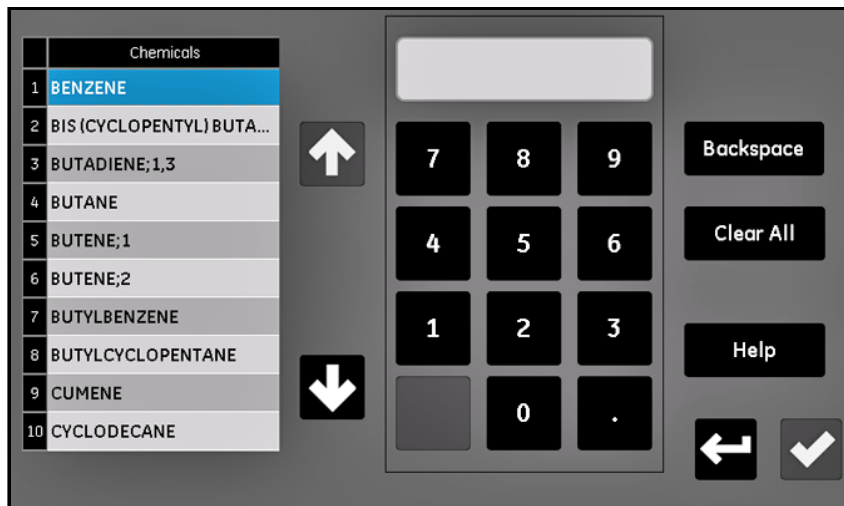 Chemicals
1 BENZENE
2 BIS (CYCLOPENTYL) BUTA...
3 BUTADIENE;1,3
4 BUTANE
5 BUTENE;1
6 BUTENE;2
7 BUTYLBENZENE
8 BUTYLCYCLOPENTANE
9 CUMENE
10 CYCLODECANE
7 8 9
4 5 6
1 2 3
0 .
Backspace
Clear All
Help